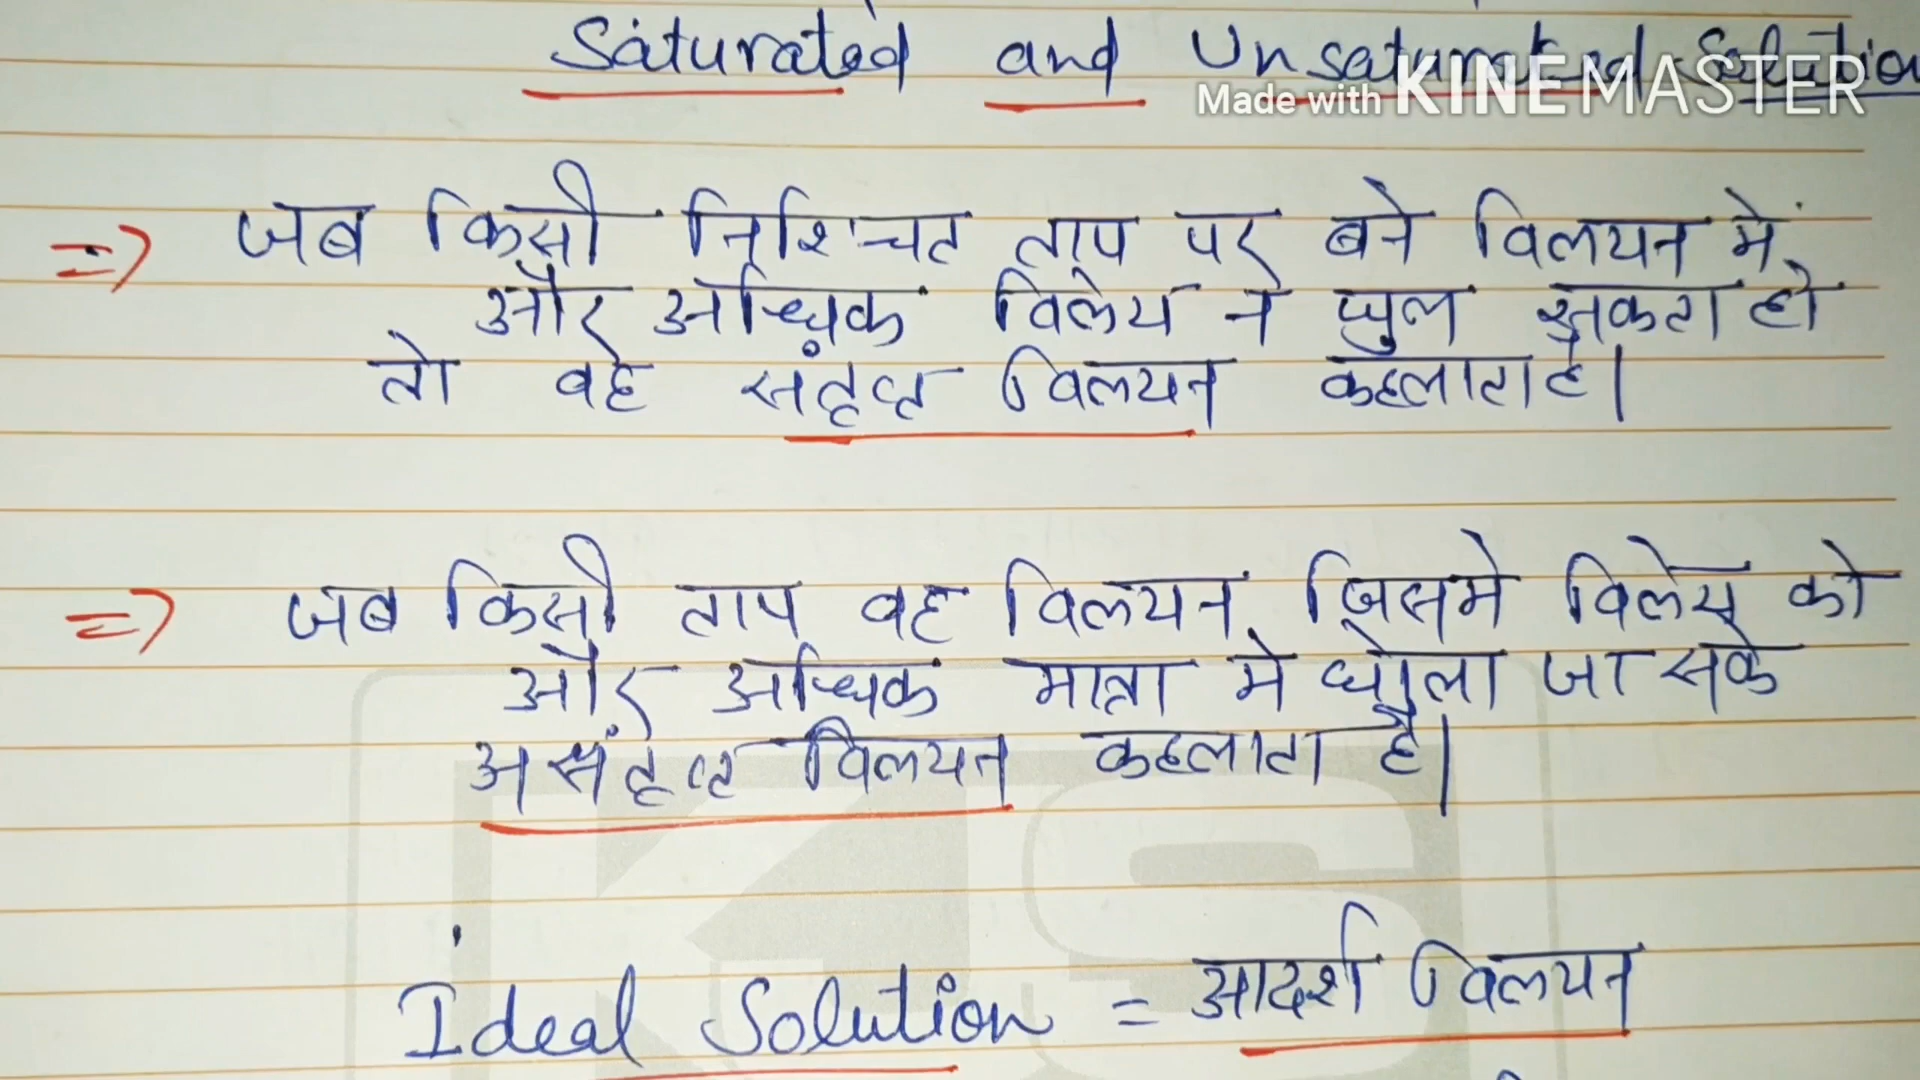 Saturated and Unsaturated Solution
Made with KINEMASTER
=> जब किसी निश्चित ताप पर बने विलयन में
और अधिक विलेय न घुल सकता हो
तो वह संतृप्त विलयन कहलाता है।
=> जब किसी ताप वह विलयन जिसमे विलेय को
और अधिक मात्रा मे घोला जा सके
असंतृप्त विलयन कहलाता है।
KS
Ideal Solution = आदर्श विलयन